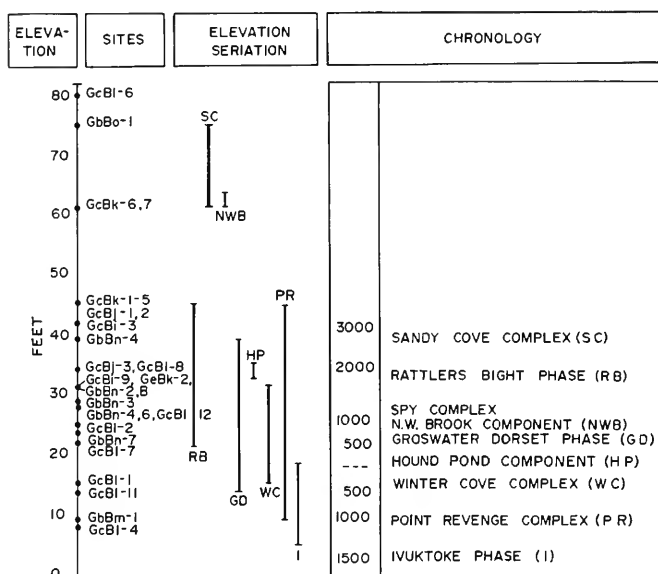 ELEVA-
TION
SITES
ELEVATION
SERIATION
CHRONOLOGY
FEET
80
70
60
50
40
30
20
10
0
GcBl-6
GbBo-1
GcBk-6,7
GcBk-1-5
GcBj-1,2
GcBi-3
GbBn-4
GcBj-3, GcBl-8
GcBi-9, GeBk-2,
GbBn-2,8
GbBn-3
GbBn-4,6, GcBl 12
GcBl-2
GbBn-7
GcBl-7
GcBl-1
GcBl-11
GbBm-1
GcBl-4
SC
NWB
PR
HP
RB
GD
WC
I
3000 SANDY COVE COMPLEX (SC)
2000 RATTLERS BIGHT PHASE (RB)
SPY COMPLEX
1000 N.W. BROOK COMPONENT (NWB)
500 GROSWATER DORSET PHASE (GD)
--- HOUND POND COMPONENT (HP)
500 WINTER COVE COMPLEX (WC)
1000 POINT REVENGE COMPLEX (PR)
1500 IVUKTOKE PHASE (I)